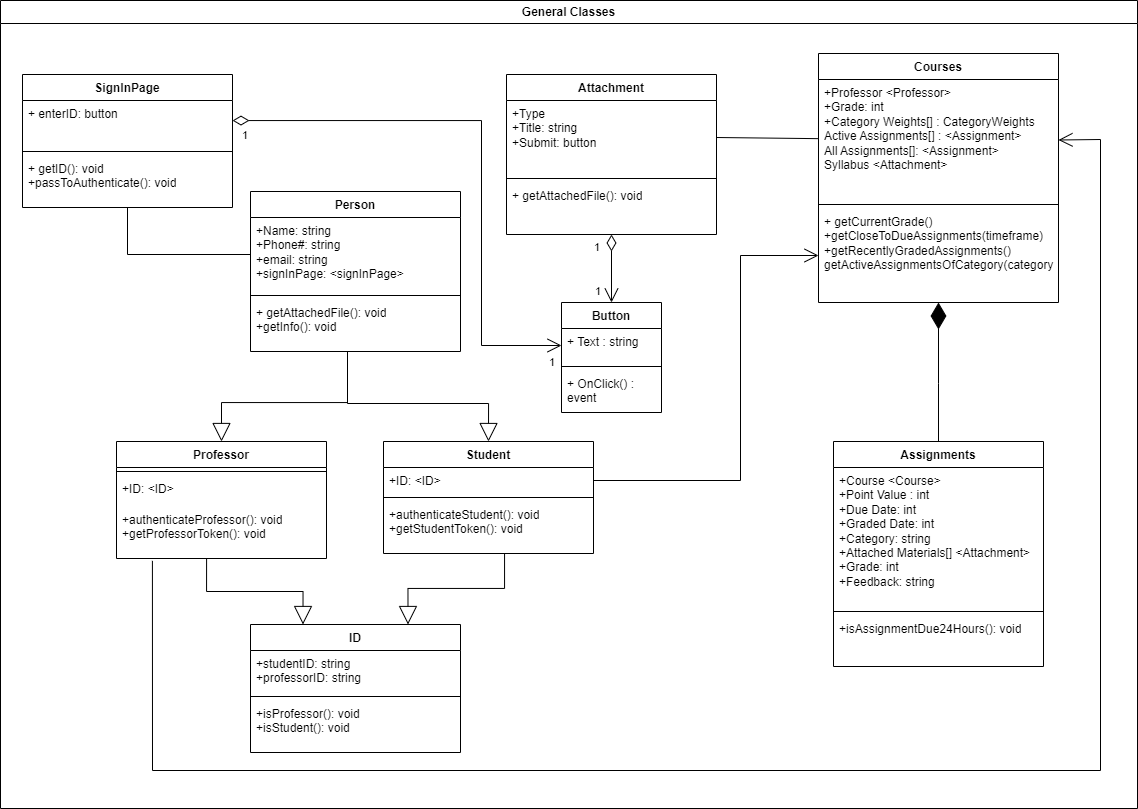 General Classes
SignInPage
+ enterID: button
+ getID(): void
+passToAuthenticate(): void
1
Attachment
+Type
+Title: string
+Submit: button
+ getAttachedFile(): void
1
1
Courses
+Professor <Professor>
+Grade: int
+Category Weights[] : CategoryWeights
Active Assignments[] : <Assignment>
All Assignments[]: <Assignment>
Syllabus <Attachment>
+ getCurrentGrade()
+getCloseToDueAssignments(timeframe)
+getRecentlyGradedAssignments()
getActiveAssignmentsOfCategory(category
Person
+Name: string
+Phone#: string
+email: string
+signInPage: <signInPage>
+ getAttachedFile(): void
+getInfo(): void
Button
+ Text : string
+ OnClick() :
event
1
Professor
+ID: <ID>
+authenticateProfessor(): void
+getProfessorToken(): void
Student
+ID: <ID>
+authenticateStudent(): void
+getStudentToken(): void
Assignments
+Course <Course>
+Point Value : int
+Due Date: int
+Graded Date: int
+Category: string
+Attached Materials[] <Attachment>
+Grade: int
+Feedback: string
+isAssignmentDue24Hours(): void
ID
+studentID: string
+professorID: string
+isProfessor(): void
+isStudent(): void